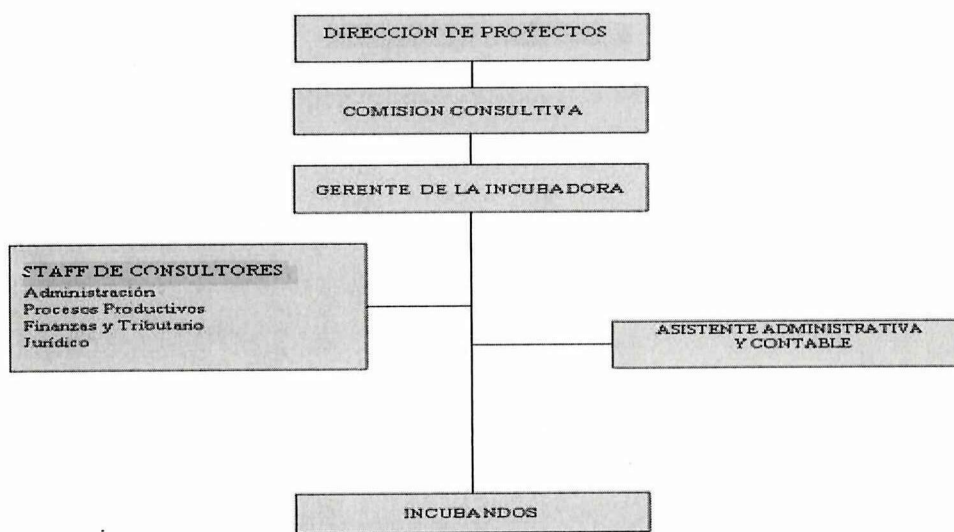 DIRECCION DE PROYECTOS
COMISION CONSULTIVA
GERENTE DE LA INCUBADORA
STAFF DE CONSULTORES
Administración
Procesos Productivos
Finanzas y Tributario
Jurídico
ASISTENTE ADMINISTRATIVA
Y CONTABLE
INCUBANDOS